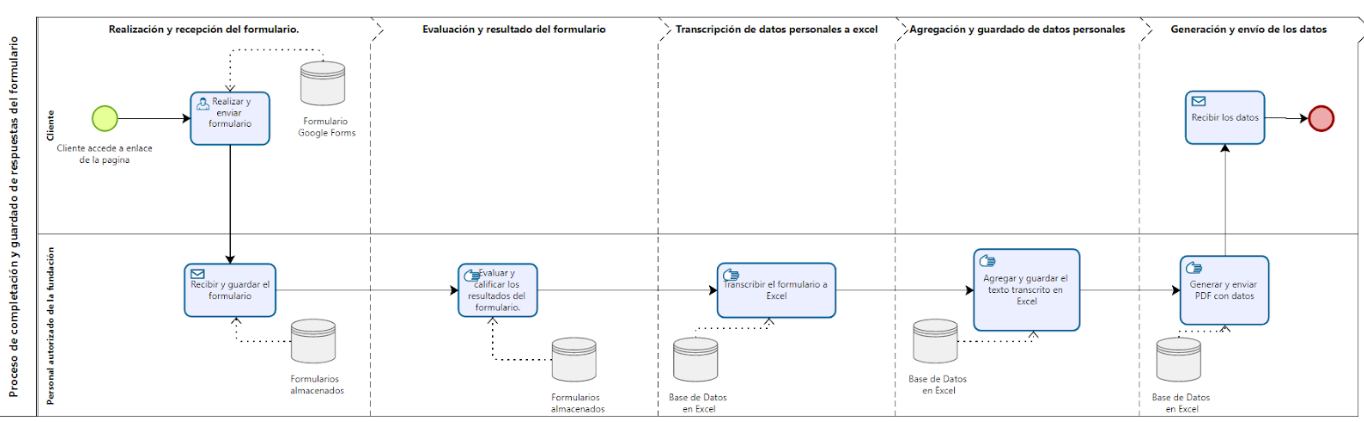 Proceso de completación y guardado de respuestas del formulario
Realización y recepción del formulario.
Evaluación y resultado del formulario
Transcripción de datos personales a excel
Agregación y guardado de datos personales
Generación y envío de los datos
Cliente
Cliente accede a enlace
de la pagina
Realizar y
enviar
formulario
Formulario
Google Forms
Recibir los datos
Personal autorizado de la fundación
Recibir y guardar el
formulario
Formularios
almacenados
Evaluar y
calificar los
resultados del
formulario.
Formularios
almacenados
Transcribir el formulario a
Excel
Base de Datos
en Excel
Agregar y guardar el
texto transcrito en
Excel
Base de Datos
en Excel
Generar y enviar
PDF con datos
Base de Datos
en Excel